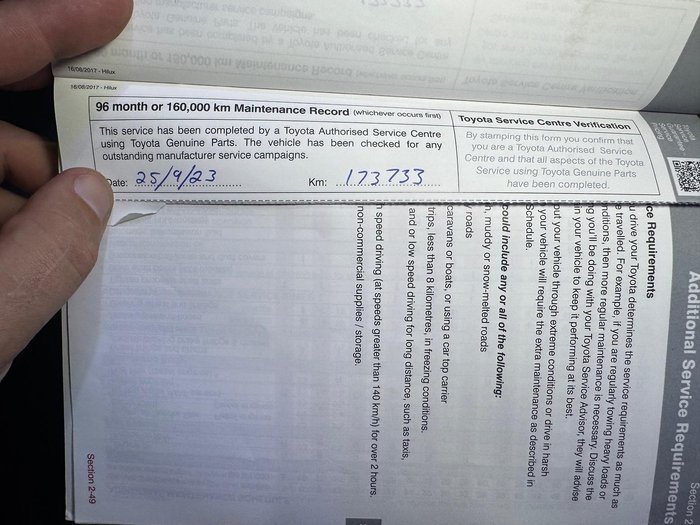 16/08/2017 - Hilux
16/08/2017 - Hilux
96 month or 160,000 km Maintenance Record (whichever occurs first)
This service has been completed by a Toyota Authorised Service Centre
using Toyota Genuine Parts. The vehicle has been checked for any
outstanding manufacturer service campaigns.
Date: 25/9/23 Km: 173733
Toyota Service Centre Verification
By stamping this form you confirm that
you are a Toyota Authorised Service
Centre and that all aspects of the Toyota
Service using Toyota Genuine Parts
have been completed.
Section
Additional Service Requirements
ce Requirements
u drive your Toyota determines the service requirements as much as
e travelled. For example, if you are regularly towing heavy loads or
nditions, then more regular maintenance is necessary. Discuss the
ng you'll be doing with your Toyota Service Advisor, they will advise
in your vehicle to keep it performing at its best.
out your vehicle through extreme conditions or drive in harsh
your vehicle will require the extra maintenance as described in
Schedule.
could include any or all of the following:
h, muddy or snow-melted roads
y roads
caravans or boats, or using a car top carrier
trips, less than 8 kilometres, in freezing conditions.
and or low speed driving for long distance, such as taxis,
h speed driving (at speeds greater than 140 km/h) for over 2 hours.
non-commercial supplies / storage.
Section 2-49